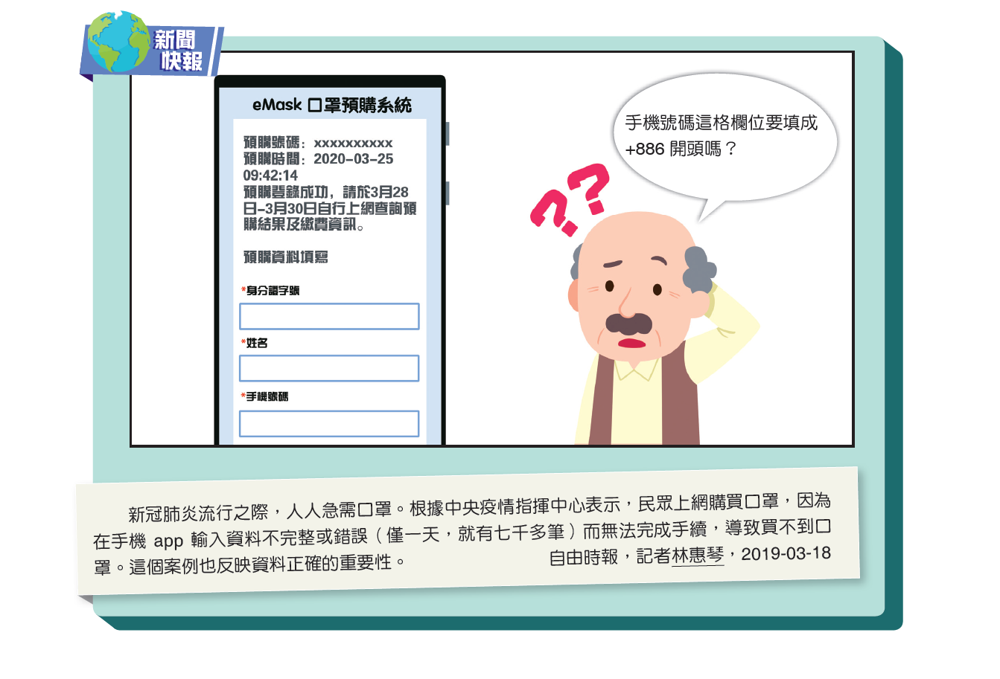 新聞
快報
eMask 口罩預購系統
預購號碼：xxxxxxxxxx
預購時間：2020-03-25
09:42:14
預購登錄成功，請於3月28
日-3月30日自行上網查詢預
購結果及繳費資訊。
預購資料填寫
*身分證字號
*姓名
*手機號碼
手機號碼這格欄位要填成
+886 開頭嗎？
??
新冠肺炎流行之際，人人急需口罩。根據中央疫情指揮中心表示，民眾上網購買口罩，因為
在手機 app 輸入資料不完整或錯誤（僅一天，就有七千多筆）而無法完成手續，導致買不到口
罩。這個案例也反映資料正確的重要性。 自由時報，記者林惠琴，2019-03-18